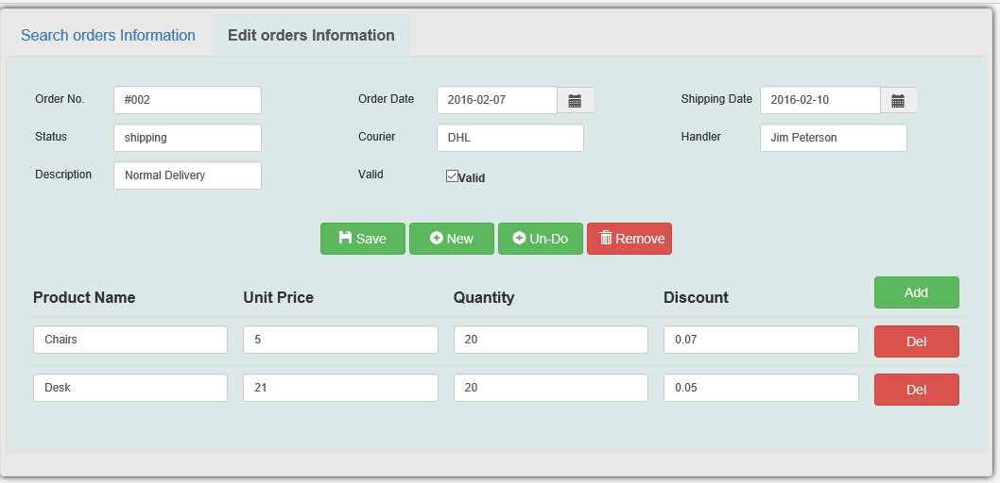 Search orders Information Edit orders Information
Order No. #002 Order Date 2016-02-07 Shipping Date 2016-02-10
Status shipping Courier DHL Handler Jim Peterson
Description Normal Delivery Valid Valid
Save New Un-Do Remove
Product Name Unit Price Quantity Discount Add
Chairs 5 20 0.07 Del
Desk 21 20 0.05 Del